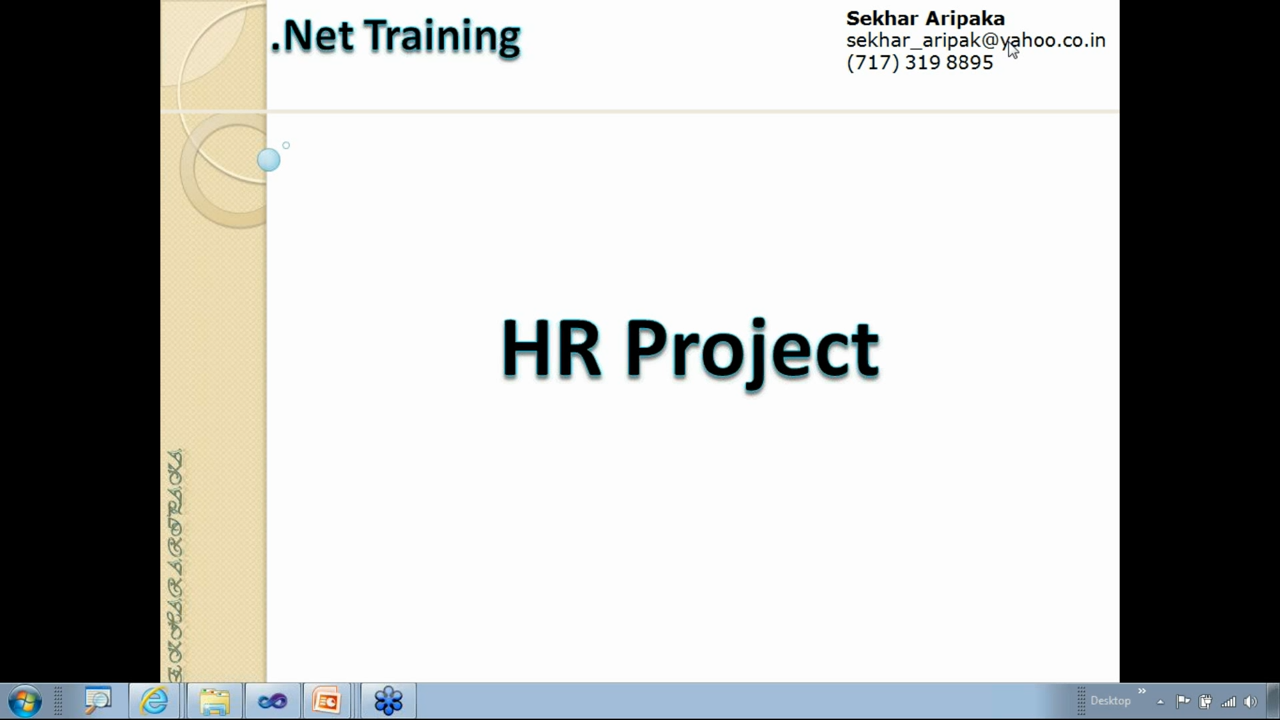 .Net Training
Sekhar Aripaka
sekhar_aripak@yahoo.co.in
(717) 319 8895
HR Project
Desktop